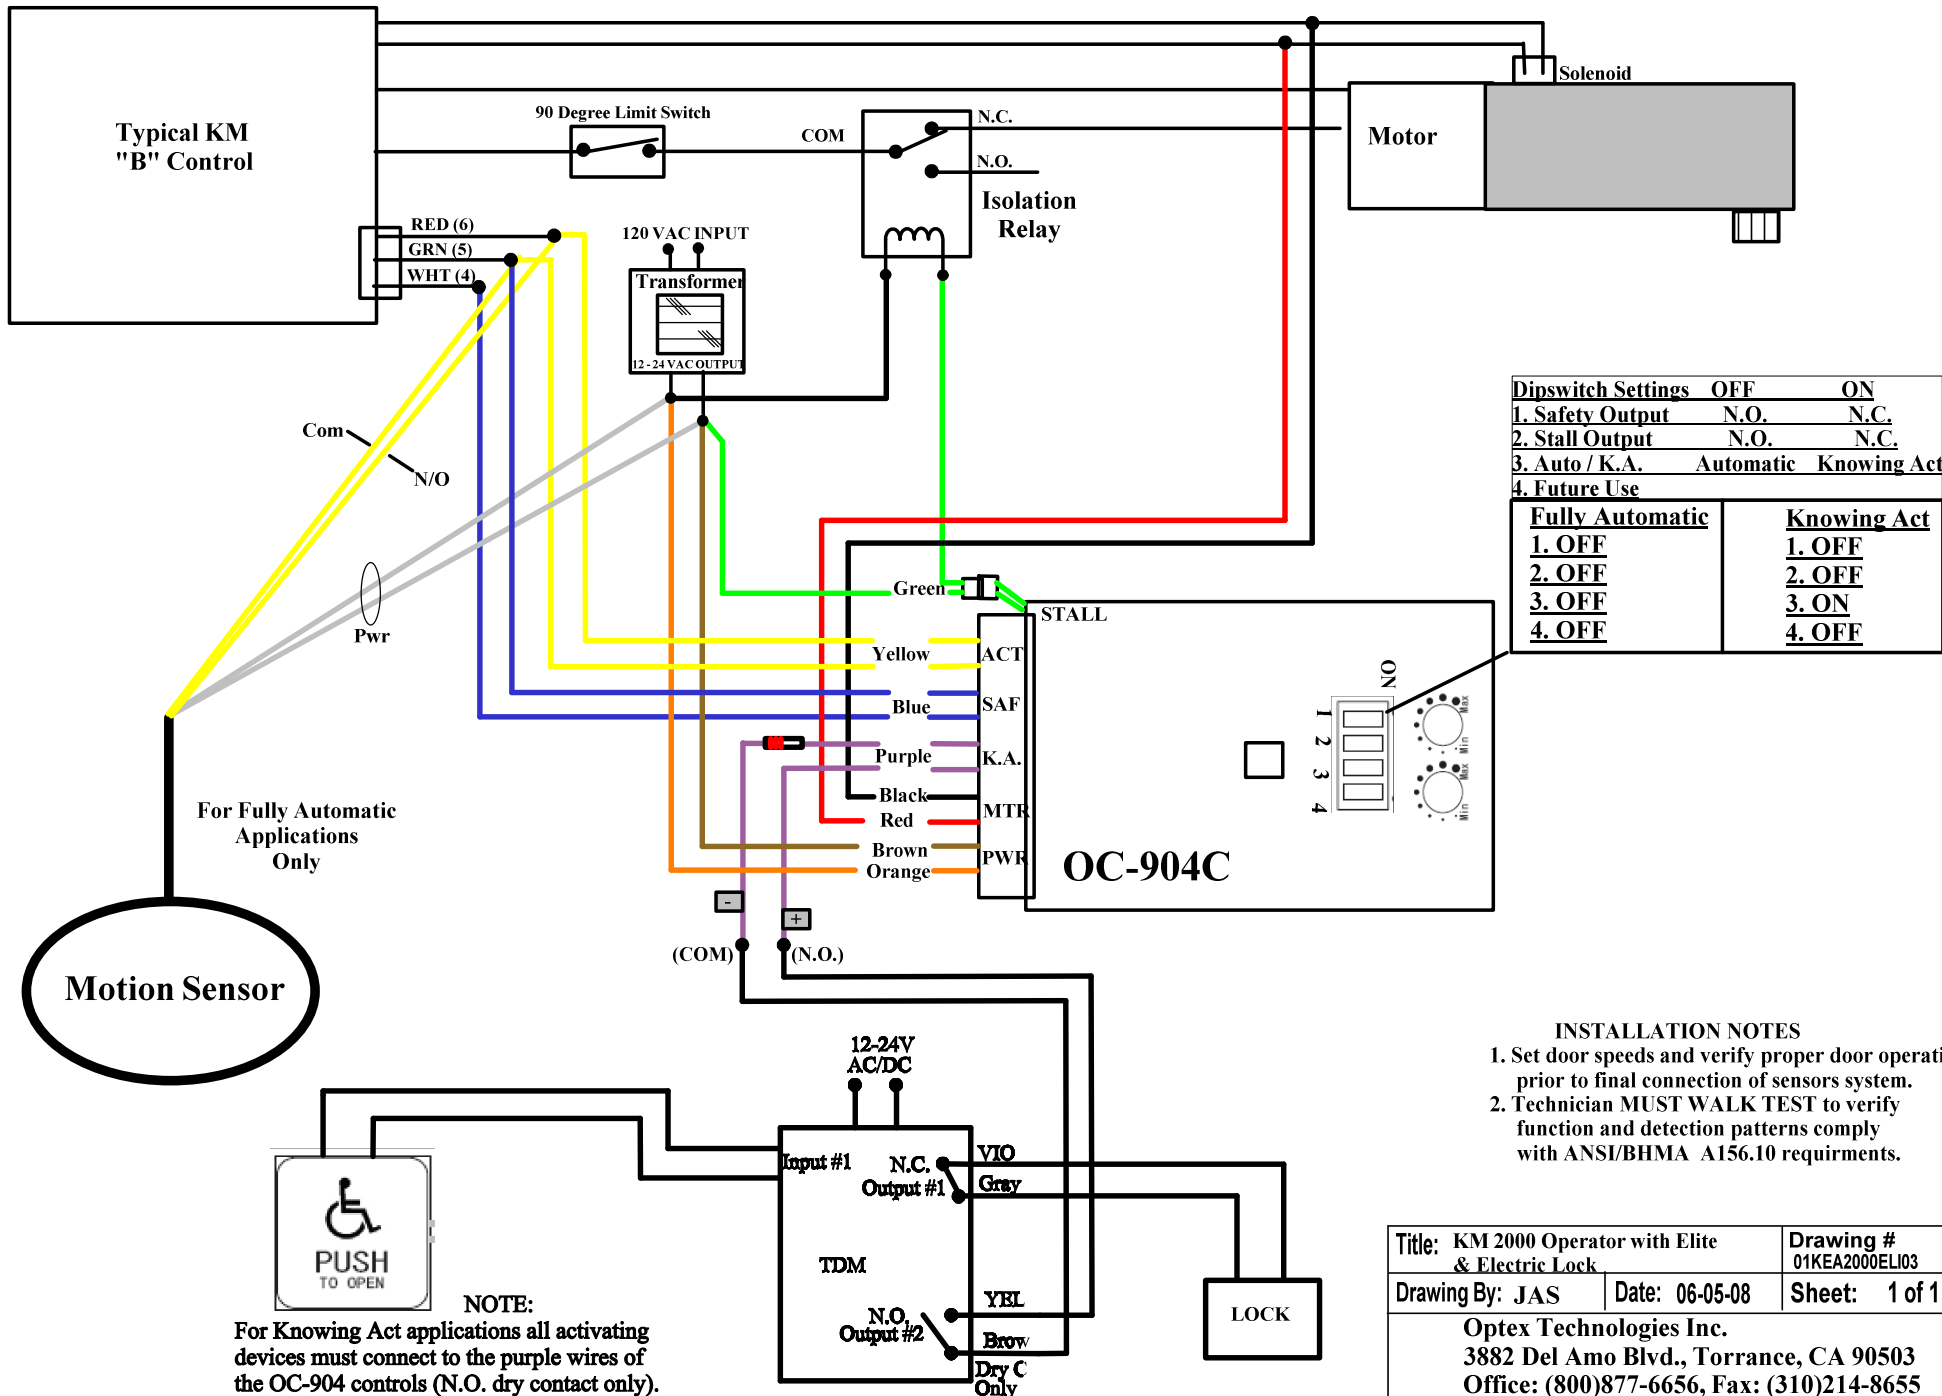 Typical KM
"B" Control
90 Degree Limit Switch
COM
N.C.
N.O.
Isolation
Relay
Solenoid
Motor
RED (6)
GRN (5)
WHT (4)
120 VAC INPUT
Transformer
12 - 24 VAC OUTPUT
Com
N/O
Pwr
Dipswitch Settings OFF ON
1. Safety Output N.O. N.C.
2. Stall Output N.O. N.C.
3. Auto / K.A. Automatic Knowing Act
4. Future Use
Fully Automatic
1. OFF
2. OFF
3. OFF
4. OFF
Knowing Act
1. OFF
2. OFF
3. ON
4. OFF
Green
STALL
Yellow
ACT
Blue
SAF
Purple
K.A.
Black
Red
MTR
Brown
Orange
PWR
OC-904C
ON
1
2
3
4
Max
Min
Max
Min
For Fully Automatic
Applications
Only
Motion Sensor
-
+
(COM)
(N.O.)
12-24V
AC/DC
Input #1
N.C.
Output #1
VIO
Gray
TDM
N.O.
Output #2
YEL
Brow
Dry C
Only
LOCK
PUSH
TO OPEN
NOTE:
For Knowing Act applications all activating
devices must connect to the purple wires of
the OC-904 controls (N.O. dry contact only).
INSTALLATION NOTES
1. Set door speeds and verify proper door operati
prior to final connection of sensors system.
2. Technician MUST WALK TEST to verify
function and detection patterns comply
with ANSI/BHMA A156.10 requirments.
Title: KM 2000 Operator with Elite
& Electric Lock
Drawing #
01KEA2000ELI03
Drawing By: JAS
Date: 06-05-08
Sheet: 1 of 1
Optex Technologies Inc.
3882 Del Amo Blvd., Torrance, CA 90503
Office: (800)877-6656, Fax: (310)214-8655